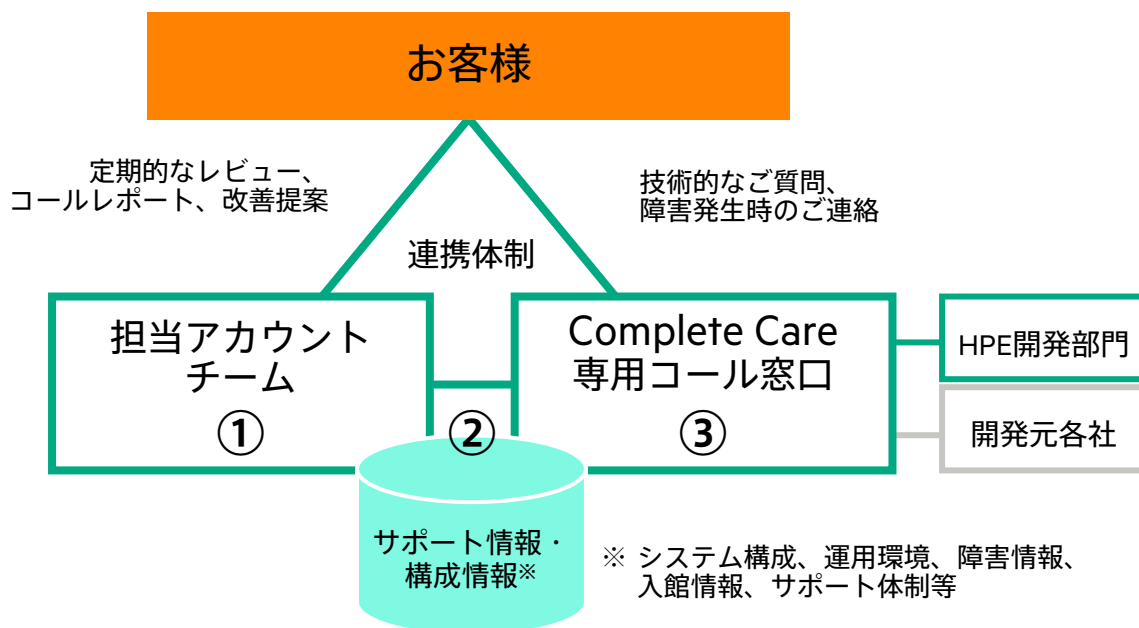 お客様
定期的なレビュー、
コールレポート、改善提案
技術的なご質問、
障害発生時のご連絡
連携体制
担当アカウント
チーム
①
②
Complete Care
専用コール窓口
③
HPE開発部門
開発元各社
サポート情報・
構成情報※
※ システム構成、運用環境、障害情報、
入館情報、サポート体制等